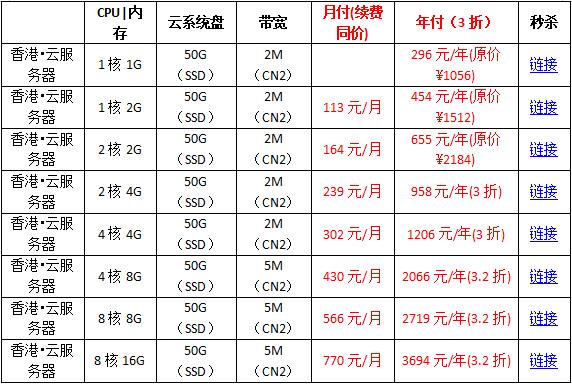 CPU|内存 云系统盘 带宽 月付(续费同价) 年付（3 折） 秒杀
香港•云服务器 1 核 1G 50G（SSD） 2M（CN2） 296 元/年(原价¥1056) 链接
香港•云服务器 1 核 2G 50G（SSD） 2M（CN2） 113 元/月 454 元/年(原价¥1512) 链接
香港•云服务器 2 核 2G 50G（SSD） 2M（CN2） 164 元/月 655 元/年(原价¥2184) 链接
香港•云服务器 2 核 4G 50G（SSD） 2M（CN2） 239 元/月 958 元/年(3 折) 链接
香港•云服务器 4 核 4G 50G（SSD） 2M（CN2） 302 元/月 1206 元/年(3 折) 链接
香港•云服务器 4 核 8G 50G（SSD） 5M（CN2） 430 元/月 2066 元/年(3.2 折) 链接
香港•云服务器 8 核 8G 50G（SSD） 5M（CN2） 566 元/月 2719 元/年(3.2 折) 链接
香港•云服务器 8 核 16G 50G（SSD） 5M（CN2） 770 元/月 3694 元/年(3.2 折) 链接